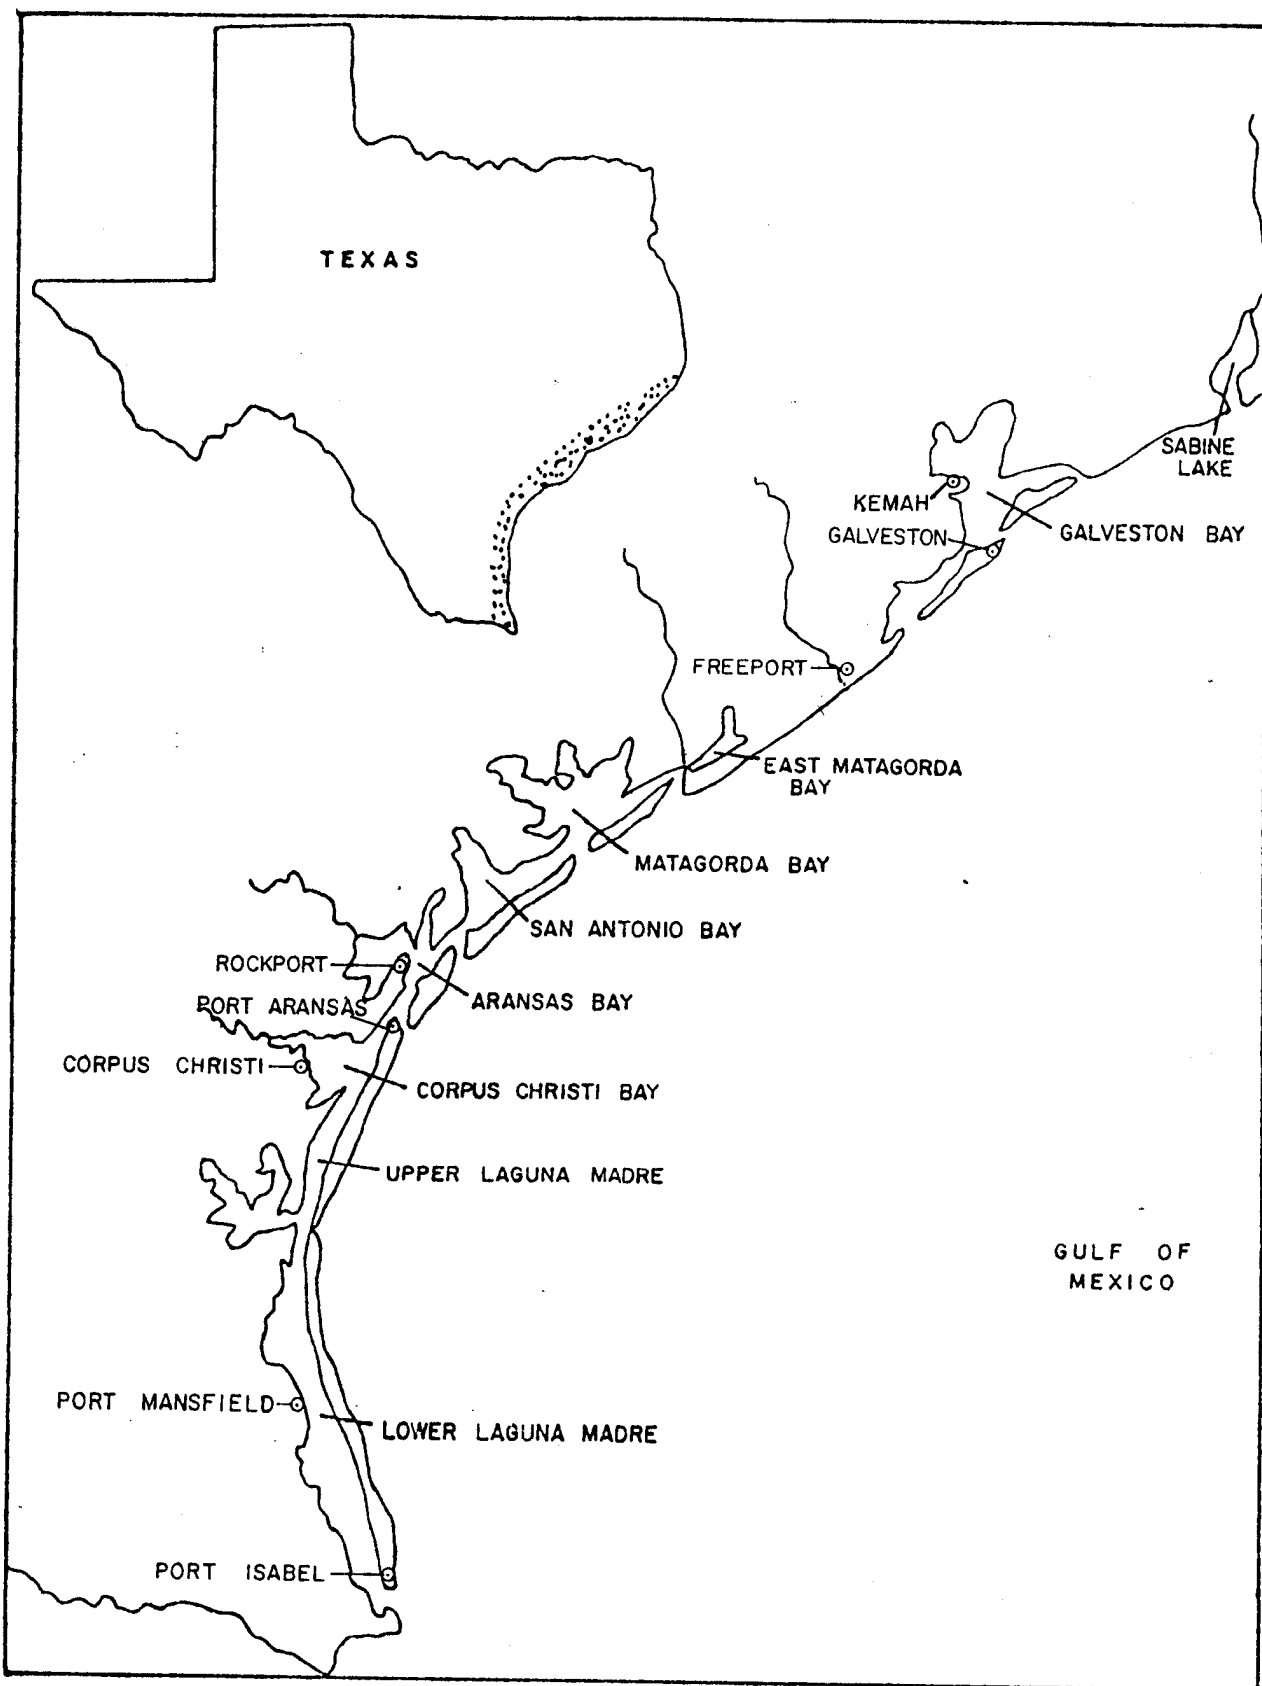 TEXAS
SABINE
LAKE
KEMAH
GALVESTON
GALVESTON BAY
FREEPORT
EAST MATAGORDA
BAY
MATAGORDA BAY
SAN ANTONIO BAY
ROCKPORT
ARANSAS BAY
PORT ARANSAS
CORPUS CHRISTI
CORPUS CHRISTI BAY
UPPER LAGUNA MADRE
GULF OF
MEXICO
PORT MANSFIELD
LOWER LAGUNA MADRE
PORT ISABEL